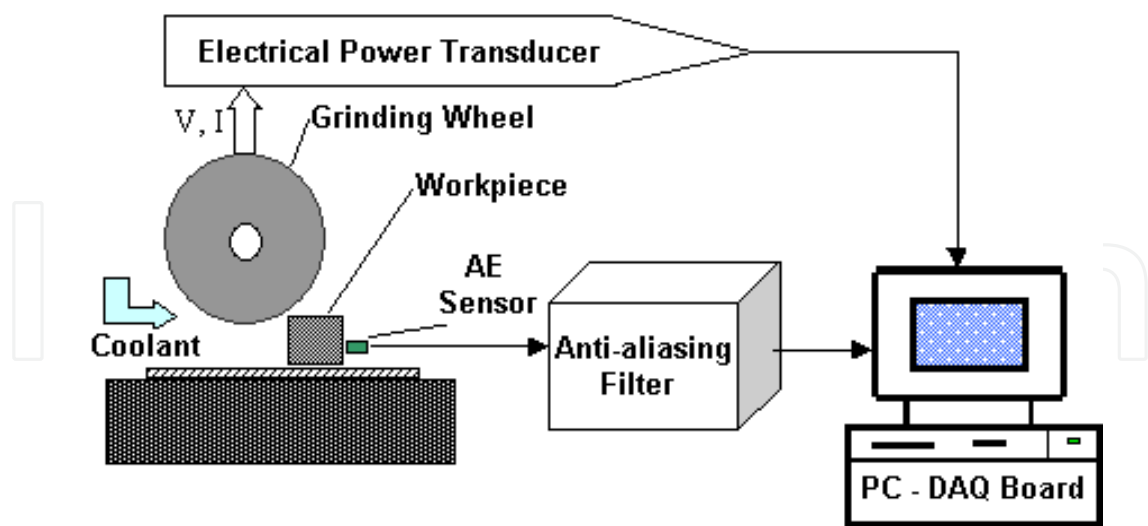 Electrical Power Transducer
V, I
Grinding Wheel
Workpiece
AE
Sensor
Coolant
Anti-aliasing
Filter
PC - DAQ Board